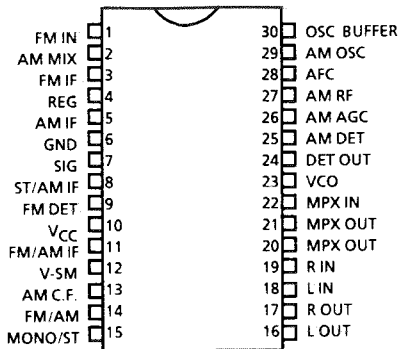 FM IN 1 30 OSC BUFFER
AM MIX 2 29 AM OSC
FM IF 3 28 AFC
REG 4 27 AM RF
AM IF 5 26 AM AGC
GND 6 25 AM DET
SIG 7 24 DET OUT
ST/AM IF 8 23 VCO
FM DET 9 22 MPX IN
VCC 10 21 MPX OUT
FM/AM IF 11 20 MPX OUT
V-SM 12 19 R IN
AM C.F. 13 18 L IN
FM/AM 14 17 R OUT
MONO/ST 15 16 L OUT